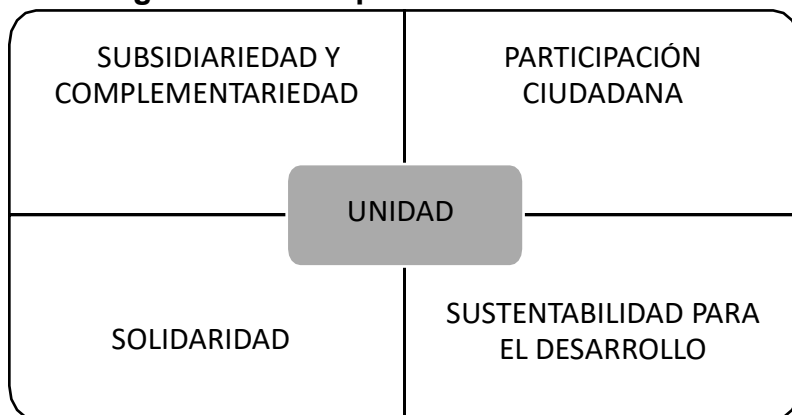 SUBSIDIARIEDAD Y
COMPLEMENTARIEDAD
PARTICIPACIÓN
CIUDADANA
UNIDAD
SOLIDARIDAD
SUSTENTABILIDAD PARA
EL DESARROLLO